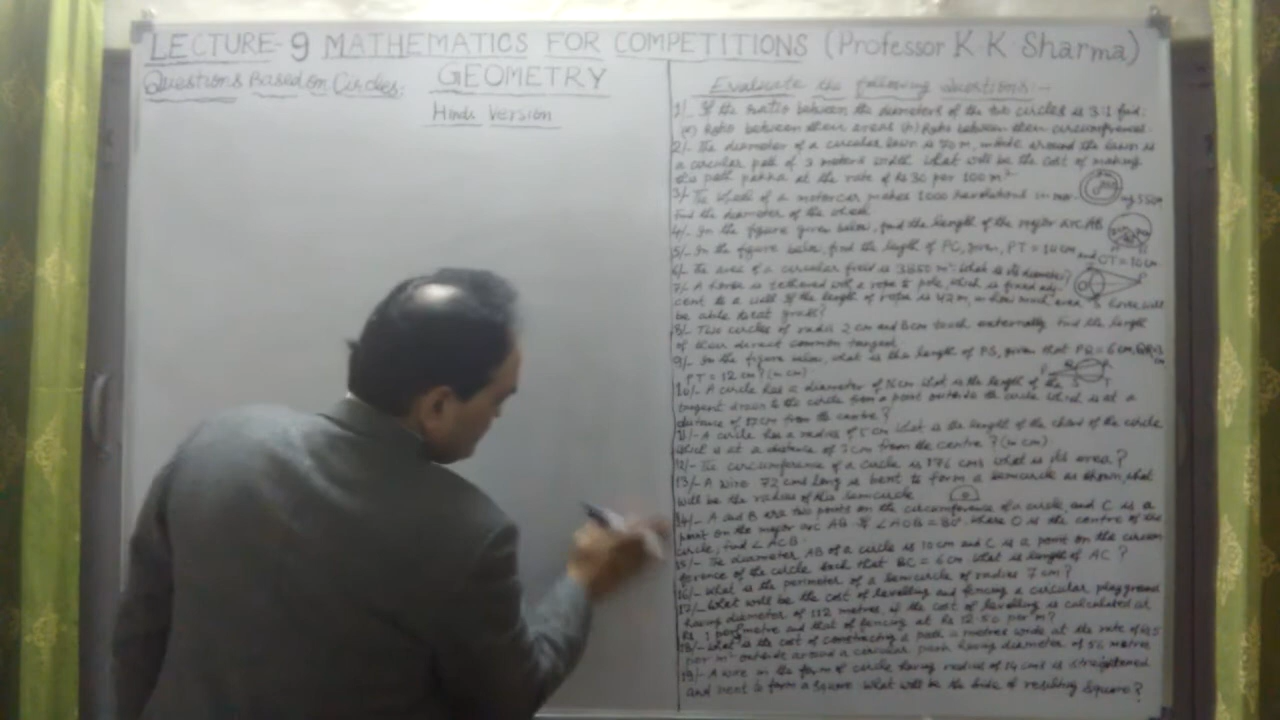 LECTURE-9 MATHEMATICS FOR COMPETITIONS (Professor K K Sharma)
Questions Based on Circles:
GEOMETRY
Hindi Version
Evaluate the following Questions:-
1/- If the ratio between the diameters of the two circles is 3:1 find:
(a) Ratio between their areas (b) Ratio between their circumferences.
2/- The diameter of a circular lawn is 70 m, around the lawn is
a circular path of 7 meters width. What will be the cost of making
this path pakka at the rate of Rs 30 per 100 m²
3/- The wheel of a motorcar makes 1000 revolutions in
Find the diameter of the wheel
4/- In the figure given below, find the length of the major arc AB
5/- In the figure below, find the length of PC, given, PT = 14 cm, and OT = 10 cm
6/- The area of a circular field is 3850 m². What is its diameter?
7/- A horse is tethered with a rope to pole, which is fixed adja-
cent to a wall. If the length of rope is 42 m, in how much area, horse will
be able to eat grass?
8/- Two circles of radii 2 cm and 8 cm touch externally find the length
of their direct common tangent.
9/- In the figure below, what is the length of PS, given that PQ = 6 cm,
PT = 12 cm? (in cm)
10/- A circle has a diameter of 16 cm what is the length of the
tangent drawn to the circle from a point outside the circle which is at a
distance of 17 cm from the centre?
11/- A circle has a radius of 5 cm what is the length of the chord of the circle
which is at a distance of 3 cm from the centre? (in cm)
12/- The circumference of a circle is 176 cms what is its area?
13/- A wire 72 cms long is bent to form a semicircle as shown, what
will be the radius of this semicircle
14/- A and B are two points on the circumference of a circle, and C is a
point on the major arc AB. If ∠AOB = 80°, where O is the centre of the
circle, find ∠ACB.
15/- The diameter AB of a circle is 10 cm and C is a point on the circum
ference of the circle such that BC = 6 cm what is length of AC?
16/- What is the perimeter of a semicircle of radius 7 cm?
17/- What will be the cost of levelling and fencing a circular playground
having diameter of 112 metres if the cost of levelling is calculated at
Rs. 1 per metre and that of fencing at Rs 12.50 per m?
18/- What is the cost of constructing a path metres wide at the rate of Rs 5
per m² outside around a circular park having diameter of 56 metres
19/- A wire in the form of circle having radius of 14 cms is straightened
and bent to form a square. What will be the side of resulting square?